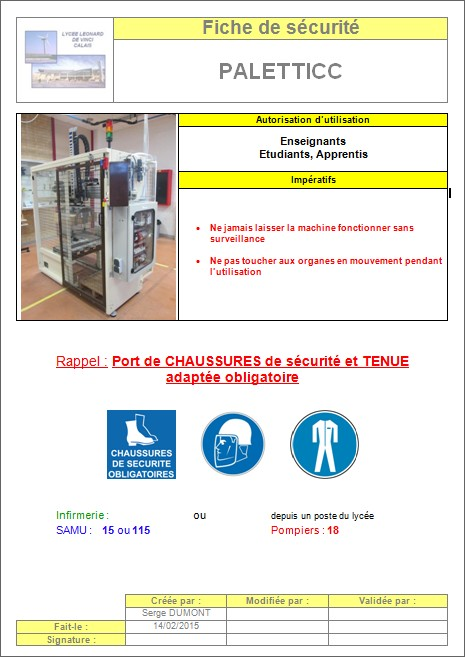 LYCEE LEONARD
DE VINCI
CALAIS
Fiche de sécurité
PALETTICC
Autorisation d'utilisation
Enseignants
Etudiants, Apprentis
Impératifs
• Ne jamais laisser la machine fonctionner sans
surveillance
• Ne pas toucher aux organes en mouvement pendant
l'utilisation
Rappel : Port de CHAUSSURES de sécurité et TENUE
adaptée obligatoire
CHAUSSURES
DE SECURITE
OBLIGATOIRES
Infirmerie : ou depuis un poste du lycée
SAMU : 15 ou 115 Pompiers : 18
Créée par : Modifiée par : Validée par :
Serge DUMONT
Fait-le : 14/02/2015
Signature :